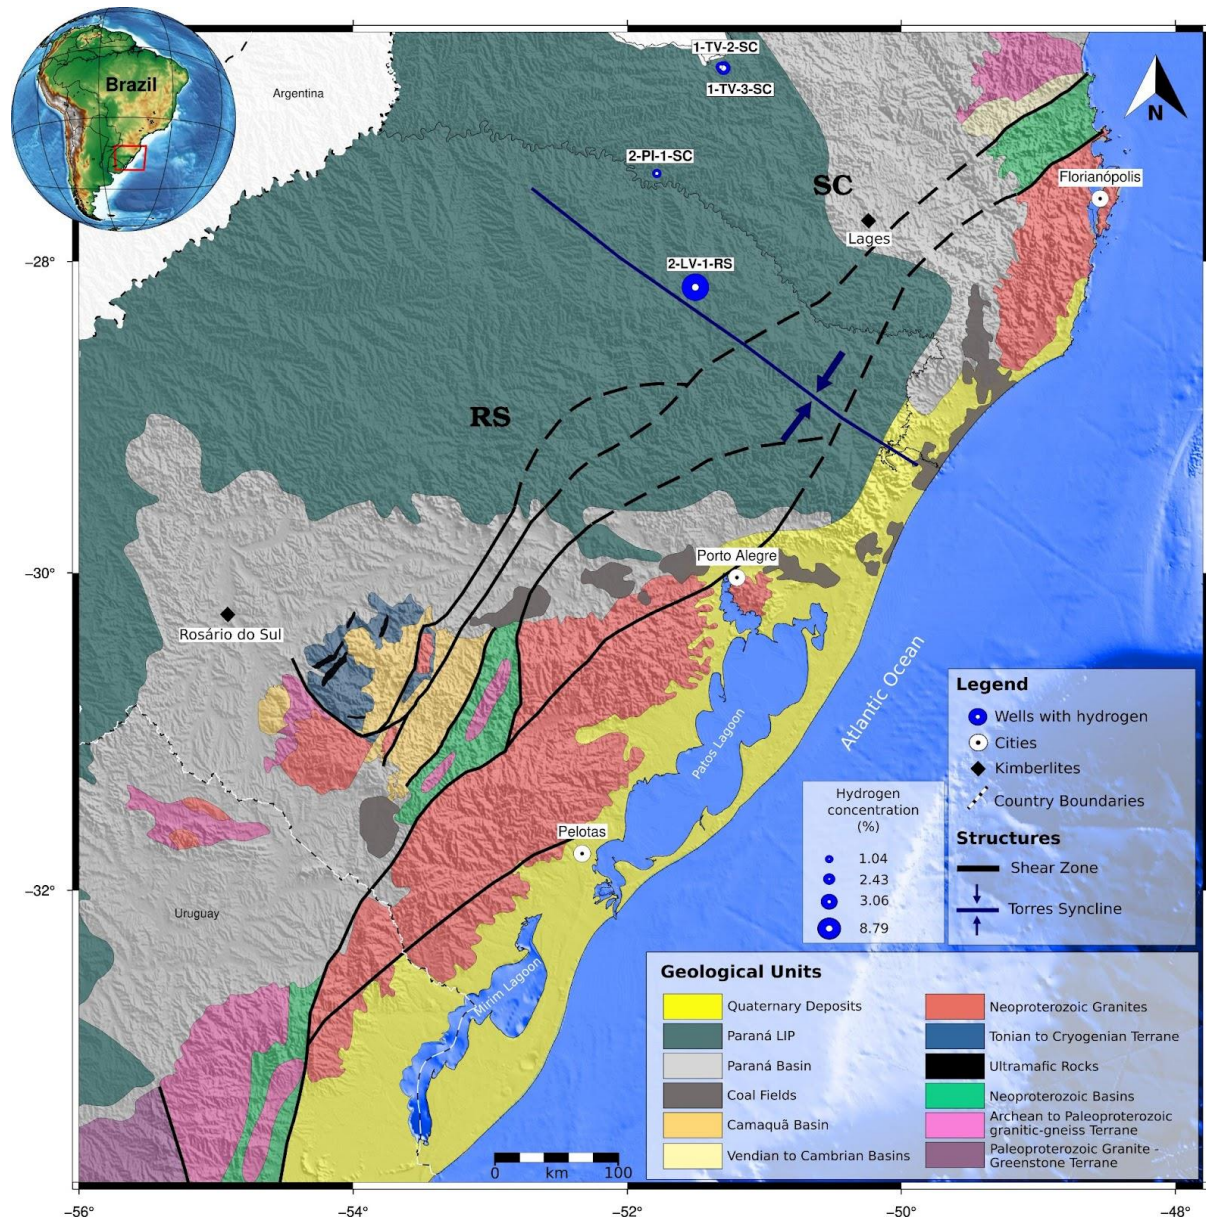 Brazil
Argentina
1-TV-2-SC
1-TV-3-SC
N
2-PI-1-SC
SC
Florianópolis
Lages
-28°
2-LV-1-RS
RS
Porto Alegre
-30°
Rosário do Sul
Atlantic Ocean
Patos Lagoon
Pelotas
-32°
Uruguay
Mirim Lagoon
Legend
Wells with hydrogen
Cities
Kimberlites
Country Boundaries
Structures
Shear Zone
Torres Syncline
Hydrogen
concentration
(%)
1.04
2.43
3.06
8.79
Geological Units
Quaternary Deposits
Paraná LIP
Paraná Basin
Coal Fields
Camaquã Basin
Vendian to Cambrian Basins
Neoproterozoic Granites
Tonian to Cryogenian Terrane
Ultramafic Rocks
Neoproterozoic Basins
Archean to Paleoproterozoic
granitic-gneiss Terrane
Paleoproterozoic Granite -
Greenstone Terrane
0 km 100
-56° -54° -52° -50° -48°